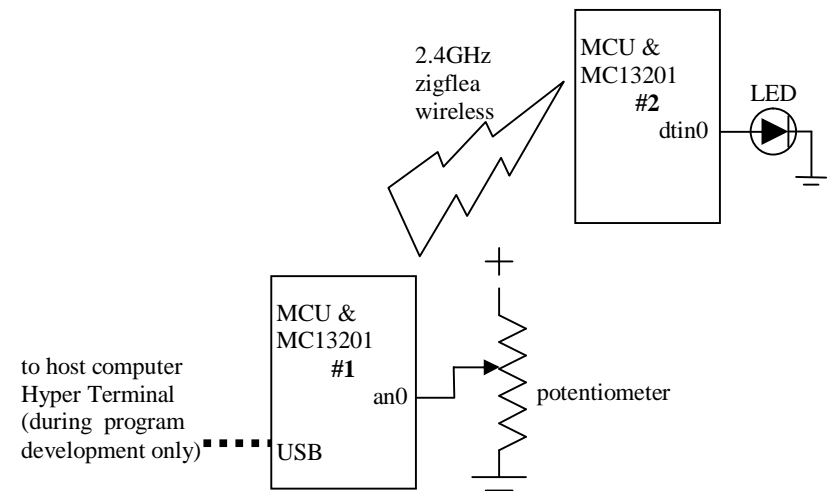 2.4GHz
zigflea
wireless
MCU &
MC13201
#2
dtin0
LED
MCU &
MC13201
#1
an0
USB
+
potentiometer
to host computer
Hyper Terminal
(during program
development only)